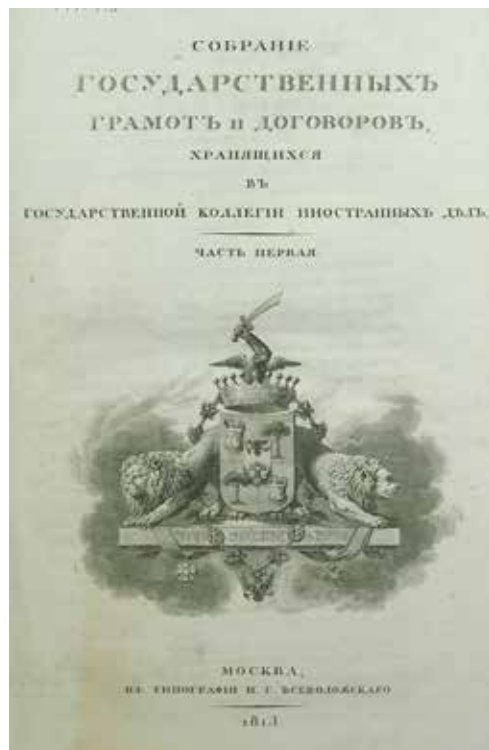 СОБРАНІЕ
ГОСУДАРСТВЕННЫХЪ
ГРАМОТЪ и ДОГОВОРОВЪ,
ХРАНЯЩИХСЯ
ВЪ
ГОСУДАРСТВЕННОЙ КОЛЛЕГІИ ИНОСТРАННЫХЪ ДѢЛЪ,
ЧАСТЬ ПЕРВАЯ
МОСКВА,
ВЪ ТИПОГРАФІИ Н. С. ВСЕВОЛОЖСКАГО
1813